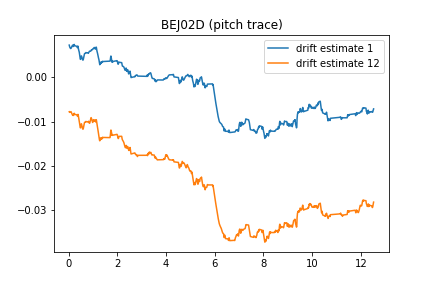 BEJ02D (pitch trace)
drift estimate 1
drift estimate 12
0.00
−0.01
−0.02
−0.03
0 2 4 6 8 10 12